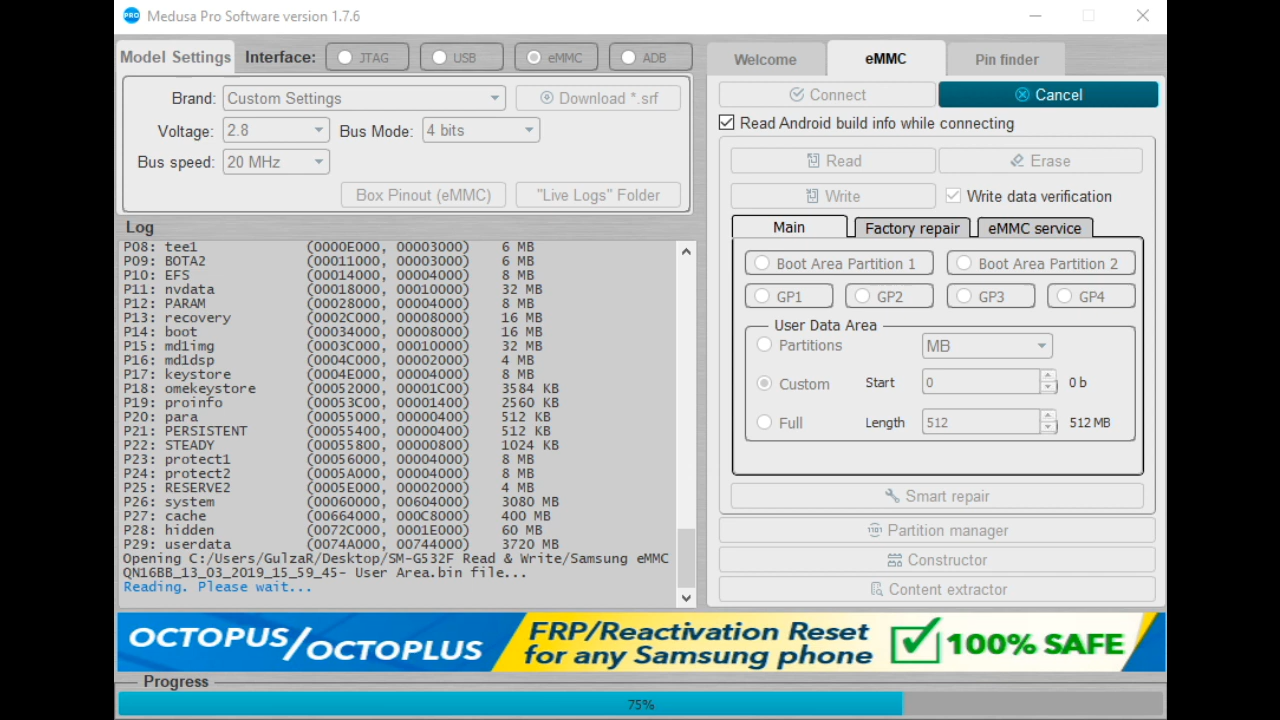 PRO Medusa Pro Software version 1.7.6
Model Settings Interface: JTAG USB eMMC ADB
Brand: Custom Settings Download *.srf
Voltage: 2.8 Bus Mode: 4 bits
Bus speed: 20 MHz
Box Pinout (eMMC) "Live Logs" Folder
Log
P08: tee1 (0000E000, 00003000) 6 MB
P09: BOTA2 (00011000, 00003000) 6 MB
P10: EFS (00014000, 00004000) 8 MB
P11: nvdata (00018000, 00010000) 32 MB
P12: PARAM (00028000, 00004000) 8 MB
P13: recovery (0002C000, 00008000) 16 MB
P14: boot (00034000, 00008000) 16 MB
P15: md1img (0003C000, 00010000) 32 MB
P16: md1dsp (0004C000, 00002000) 4 MB
P17: keystore (0004E000, 00004000) 8 MB
P18: omekeystore (00052000, 00001C00) 3584 KB
P19: proinfo (00053C00, 00001400) 2560 KB
P20: para (00055000, 00000400) 512 KB
P21: PERSISTENT (00055400, 00000400) 512 KB
P22: STEADY (00055800, 00000800) 1024 KB
P23: protect1 (00056000, 00004000) 8 MB
P24: protect2 (0005A000, 00004000) 8 MB
P25: RESERVE2 (0005E000, 00002000) 4 MB
P26: system (00060000, 00604000) 3080 MB
P27: cache (00664000, 000C8000) 400 MB
P28: hidden (0072C000, 0001E000) 60 MB
P29: userdata (0074A000, 00744000) 3720 MB
Opening C:/Users/GulzaR/Desktop/SM-G532F Read & Write/Samsung eMMC
QN16BB_13_03_2019_15_59_45- User Area.bin file...
Reading. Please wait...
Welcome eMMC Pin finder
Connect Cancel
Read Android build info while connecting
Read Erase
Write Write data verification
Main Factory repair eMMC service
Boot Area Partition 1 Boot Area Partition 2
GP1 GP2 GP3 GP4
User Data Area
Partitions MB
Custom Start 0 0 b
Full Length 512 512 MB
Smart repair
Partition manager
Constructor
Content extractor
OCTOPUS/OCTOPLUS
FRP/Reactivation Reset
for any Samsung phone
100% SAFE
Progress
75%